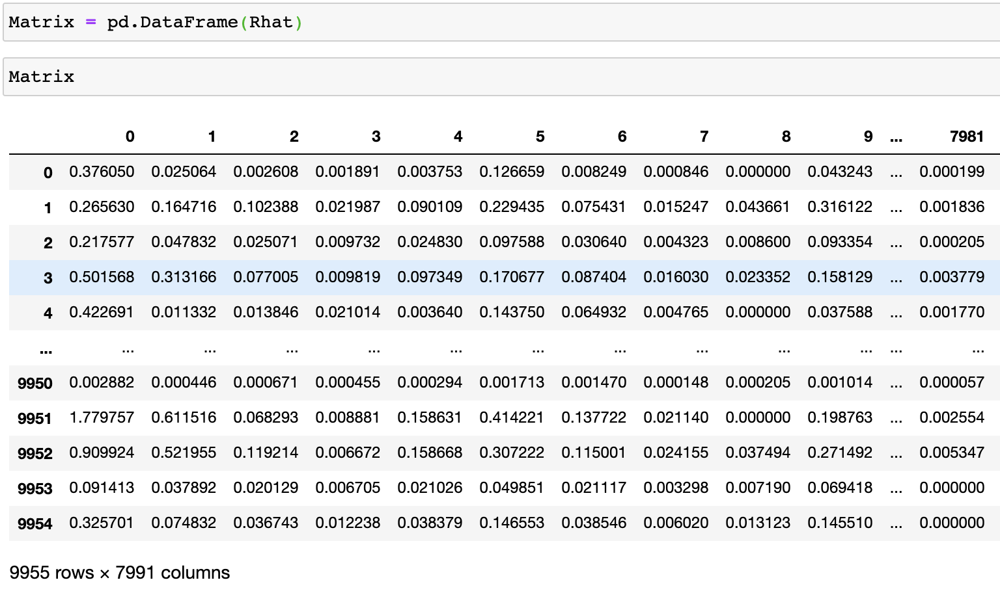 Matrix = pd.DataFrame(Rhat)
Matrix
0 1 2 3 4 5 6 7 8 9 ... 7981
0 0.376050 0.025064 0.002608 0.001891 0.003753 0.126659 0.008249 0.000846 0.000000 0.043243 ... 0.000199
1 0.265630 0.164716 0.102388 0.021987 0.090109 0.229435 0.075431 0.015247 0.043661 0.316122 ... 0.001836
2 0.217577 0.047832 0.025071 0.009732 0.024830 0.097588 0.030640 0.004323 0.008600 0.093354 ... 0.000205
3 0.501568 0.313166 0.077005 0.009819 0.097349 0.170677 0.087404 0.016030 0.023352 0.158129 ... 0.003779
4 0.422691 0.011332 0.013846 0.021014 0.003640 0.143750 0.064932 0.004765 0.000000 0.037588 ... 0.001770
... ... ... ... ... ... ... ... ... ... ... ... ...
9950 0.002882 0.000446 0.000671 0.000455 0.000294 0.001713 0.001470 0.000148 0.000205 0.001014 ... 0.000057
9951 1.779757 0.611516 0.068293 0.008881 0.158631 0.414221 0.137722 0.021140 0.000000 0.198763 ... 0.002554
9952 0.909924 0.521955 0.119214 0.006672 0.158668 0.307222 0.115001 0.024155 0.037494 0.271492 ... 0.005347
9953 0.091413 0.037892 0.020129 0.006705 0.021026 0.049851 0.021117 0.003298 0.007190 0.069418 ... 0.000000
9954 0.325701 0.074832 0.036743 0.012238 0.038379 0.146553 0.038546 0.006020 0.013123 0.145510 ... 0.000000
9955 rows × 7991 columns